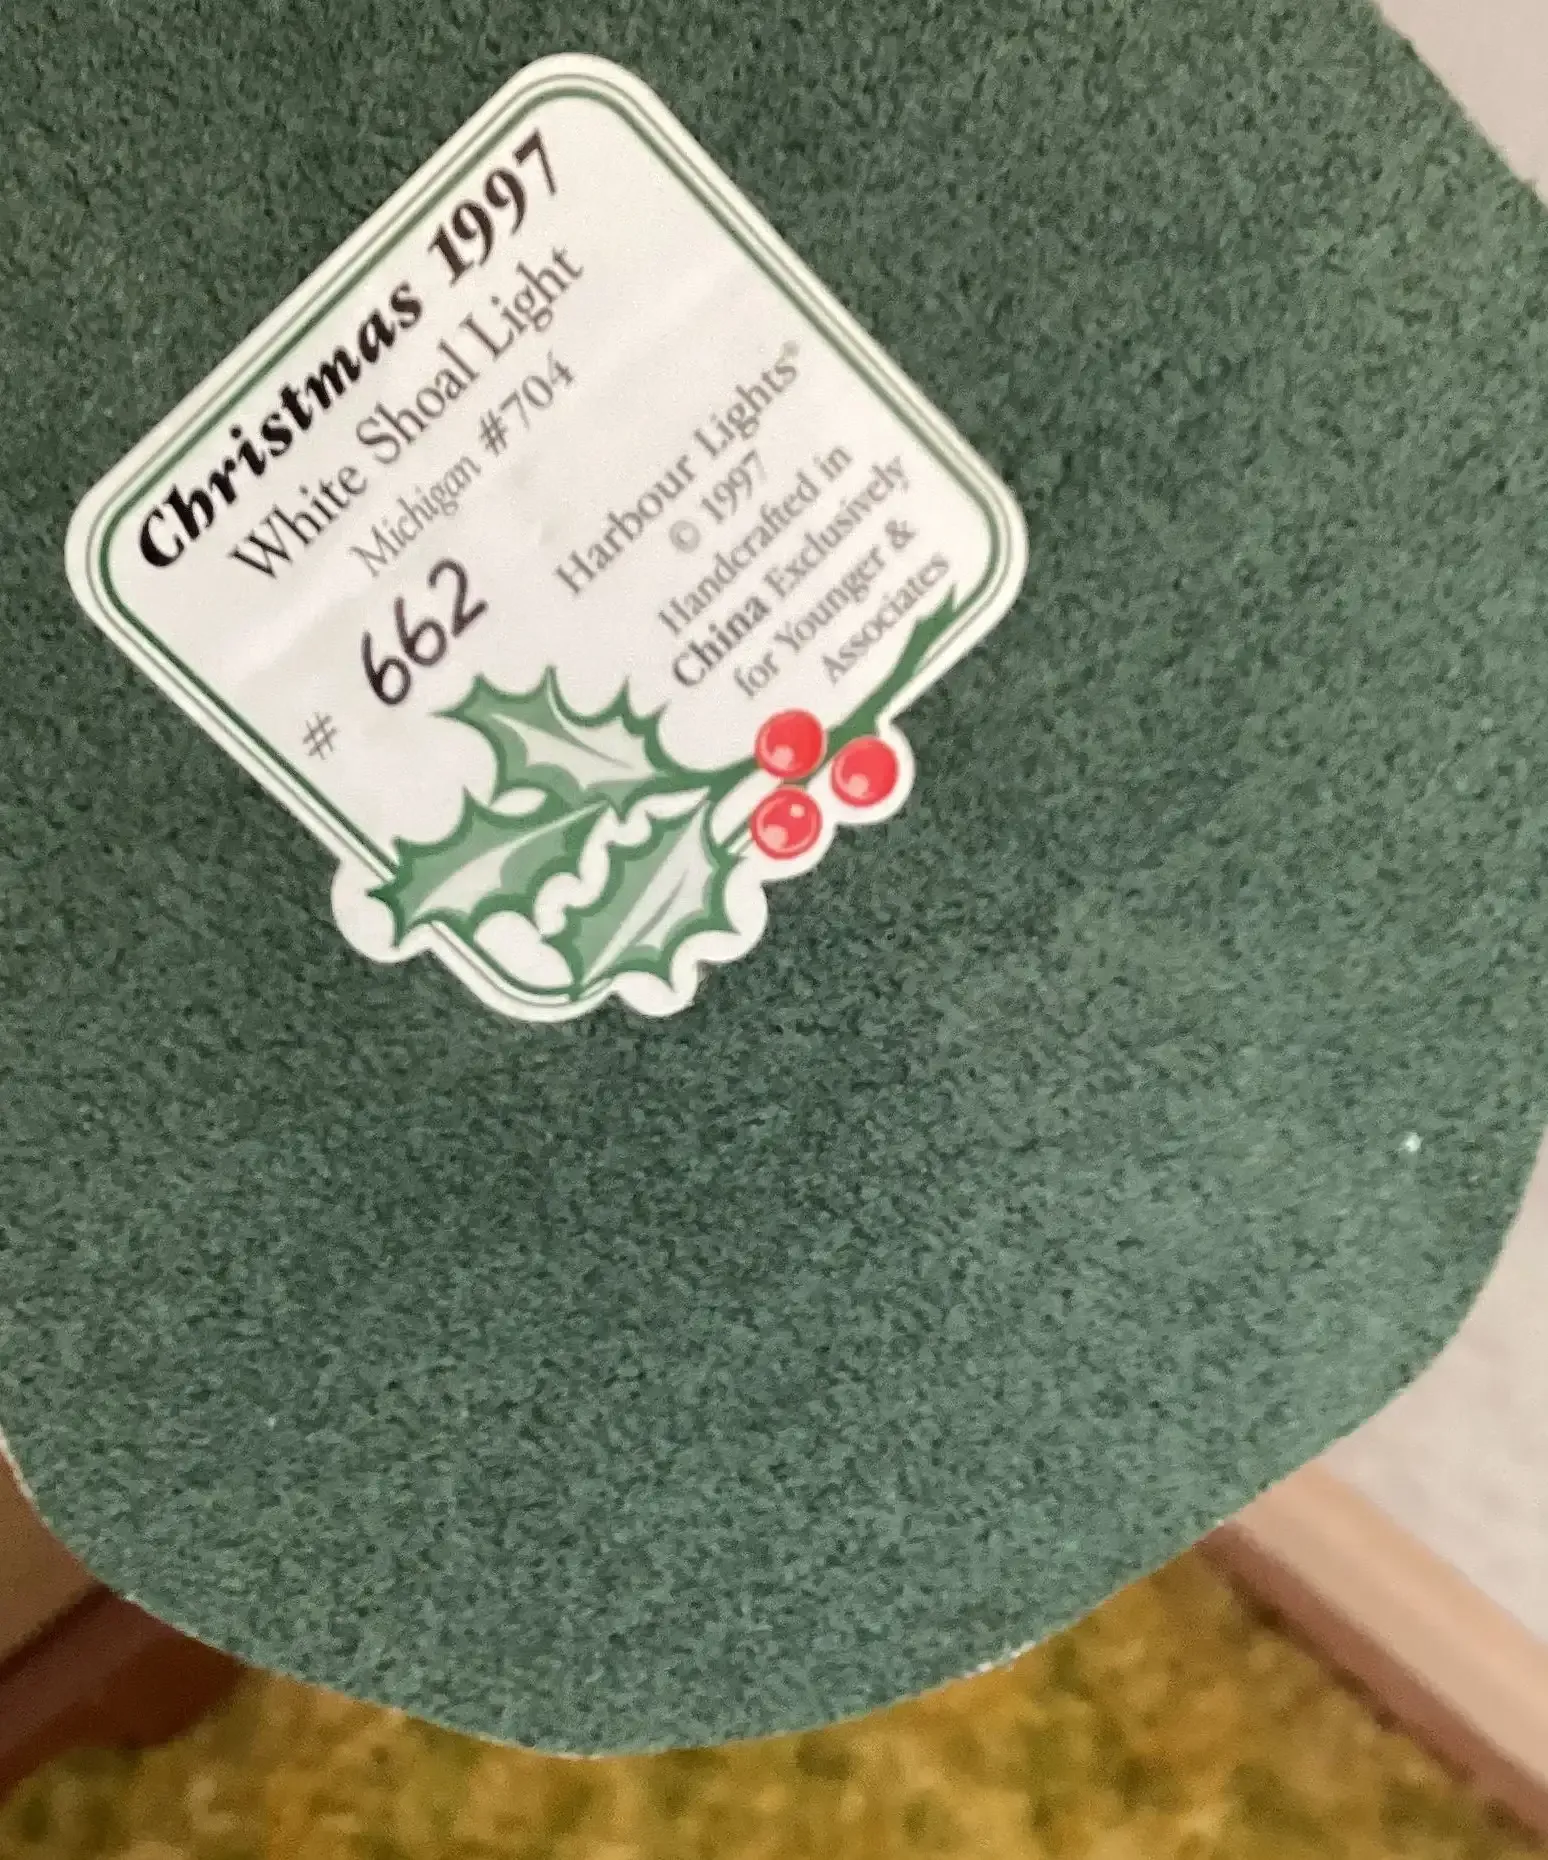 Christmas 1997
White Shoal Light
Michigan #704
# 662
Harbour Lights®
© 1997
Handcrafted in
China Exclusively
for Younger &
Associates